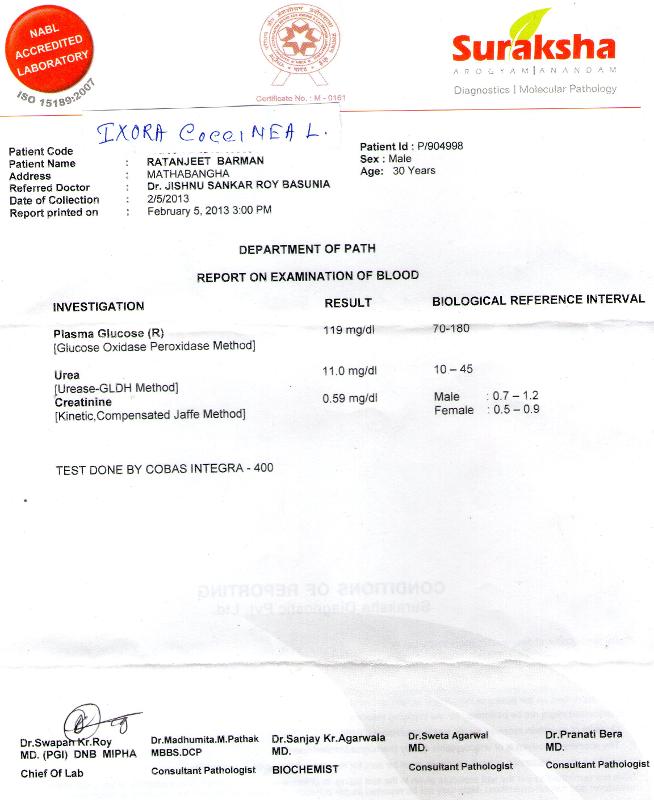 NABL
ACCREDITED
LABORATORY
ISO 15189:2007
Certificate No. : M - 0161
Suraksha
AROGYAM|ANANDAM
Diagnostics | Molecular Pathology
IXORA COCCINEA L.
Patient Code
Patient Name : RATANJEET BARMAN
Address : MATHABANGHA
Referred Doctor : Dr. JISHNU SANKAR ROY BASUNIA
Date of Collection : 2/5/2013
Report printed on : February 5, 2013 3:00 PM
Patient Id : P/904998
Sex : Male
Age: 30 Years
DEPARTMENT OF PATH
REPORT ON EXAMINATION OF BLOOD
INVESTIGATION RESULT BIOLOGICAL REFERENCE INTERVAL
Plasma Glucose (R) 119 mg/dl 70-180
[Glucose Oxidase Peroxidase Method]
Urea 11.0 mg/dl 10 – 45
[Urease-GLDH Method]
Creatinine 0.59 mg/dl Male : 0.7 – 1.2
[Kinetic,Compensated Jaffe Method] Female : 0.5 – 0.9
TEST DONE BY COBAS INTEGRA - 400
CONDITIONS OF REPORTING
Suraksha Diagnostic Pvt. Ltd.
Dr.Swapan Kr.Roy
MD. (PGI) DNB MIPHA
Chief Of Lab
Dr.Madhumita.M.Pathak
MBBS.DCP
Consultant Pathologist
Dr.Sanjay Kr.Agarwala
MD.
BIOCHEMIST
Dr.Sweta Agarwal
MD.
Consultant Pathologist
Dr.Pranati Bera
MD.
Consultant Pathologist